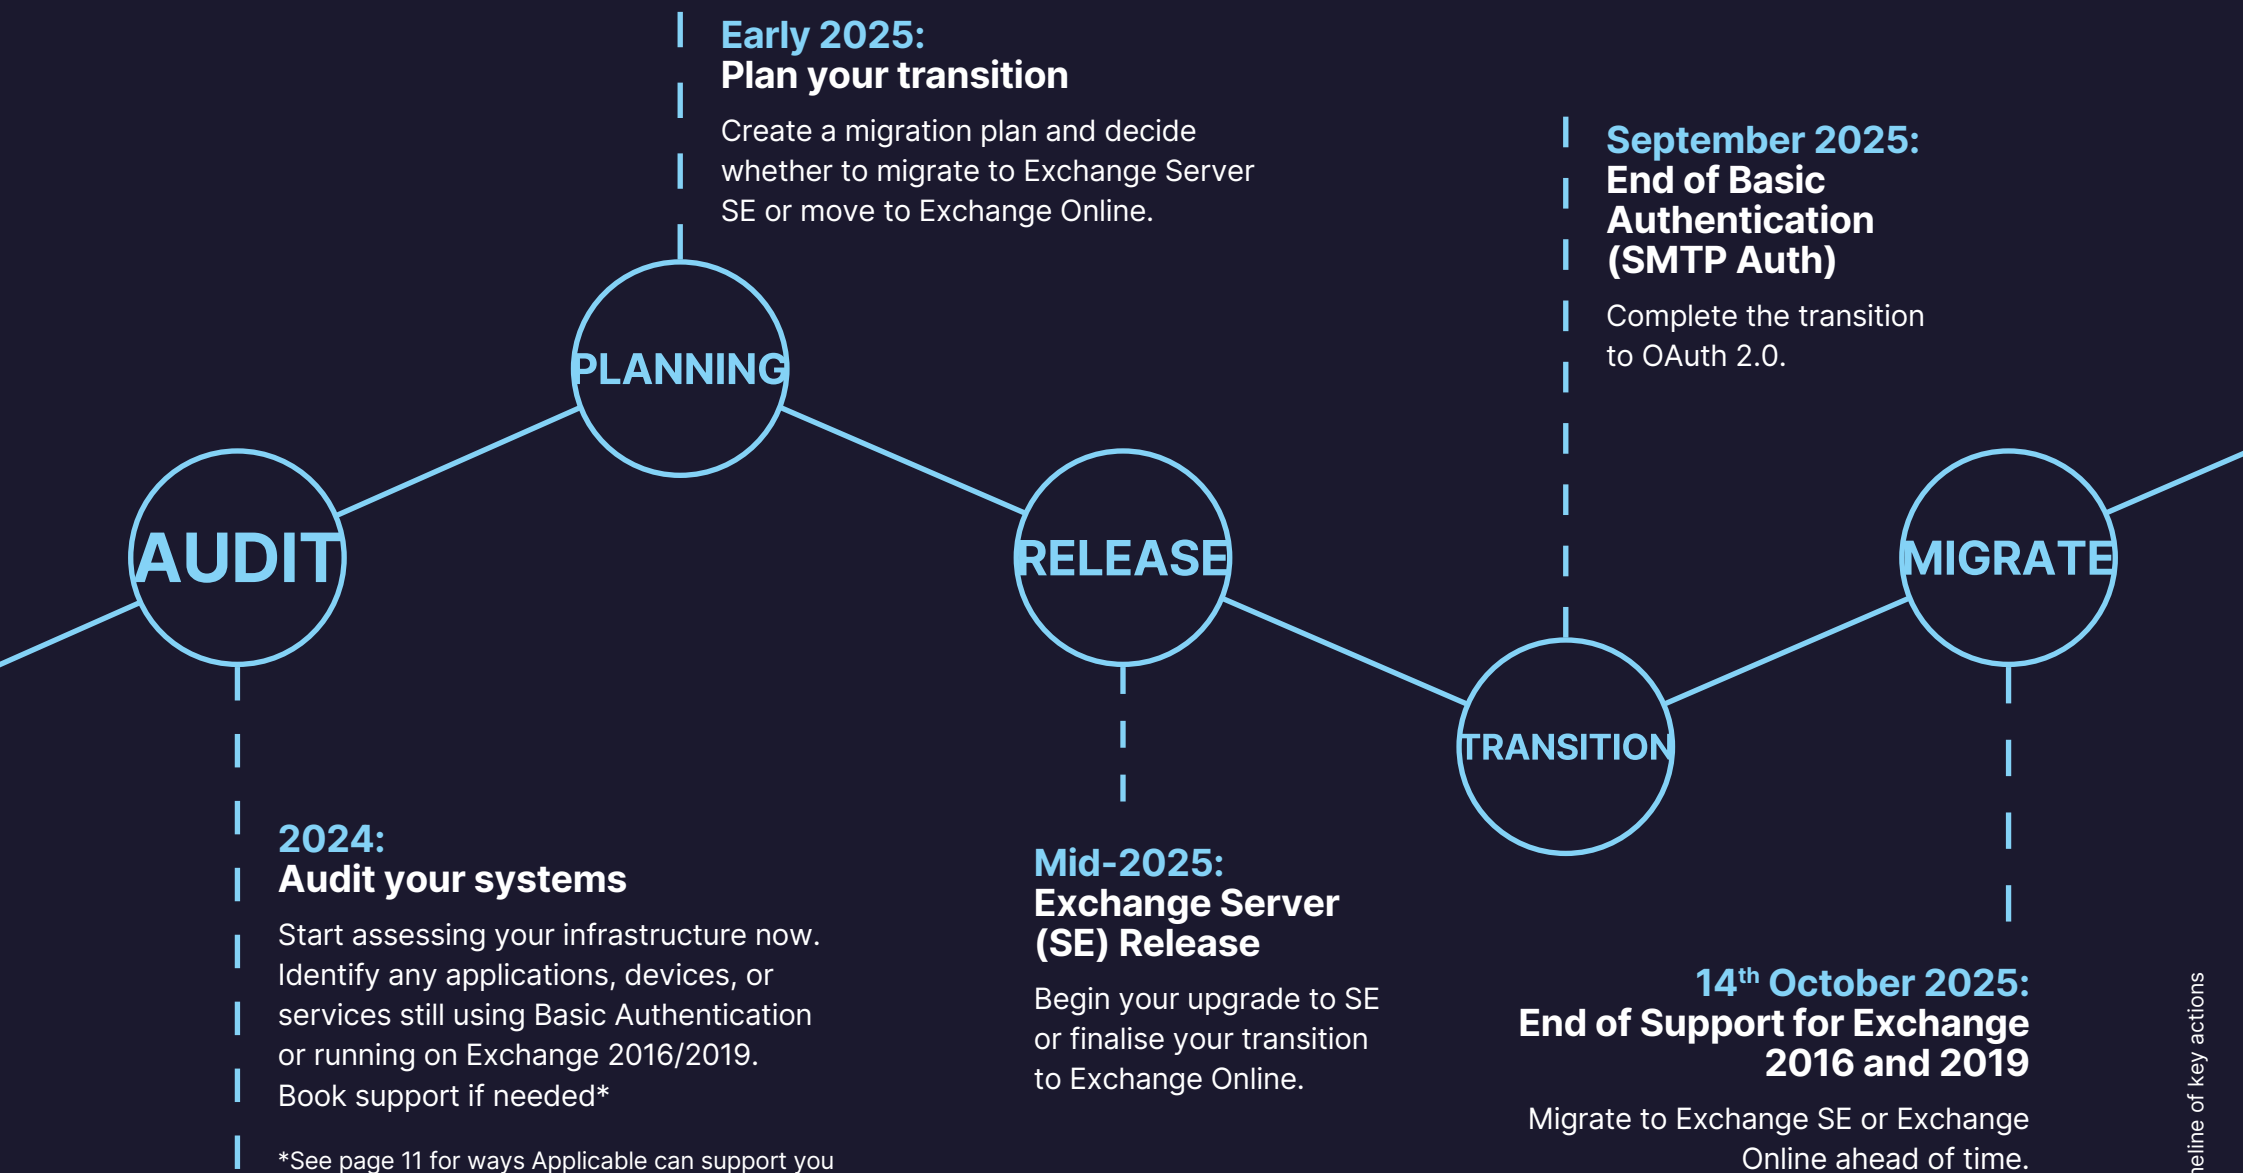 AUDIT
2024:
Audit your systems
Start assessing your infrastructure now.
Identify any applications, devices, or
services still using Basic Authentication
or running on Exchange 2016/2019.
Book support if needed*
*See page 11 for ways Applicable can support you
PLANNING
Early 2025:
Plan your transition
Create a migration plan and decide
whether to migrate to Exchange Server
SE or move to Exchange Online.
RELEASE
Mid-2025:
Exchange Server
(SE) Release
Begin your upgrade to SE
or finalise your transition
to Exchange Online.
TRANSITION
September 2025:
End of Basic
Authentication
(SMTP Auth)
Complete the transition
to OAuth 2.0.
MIGRATE
14th October 2025:
End of Support for Exchange
2016 and 2019
Migrate to Exchange SE or Exchange
Online ahead of time.
of key actions